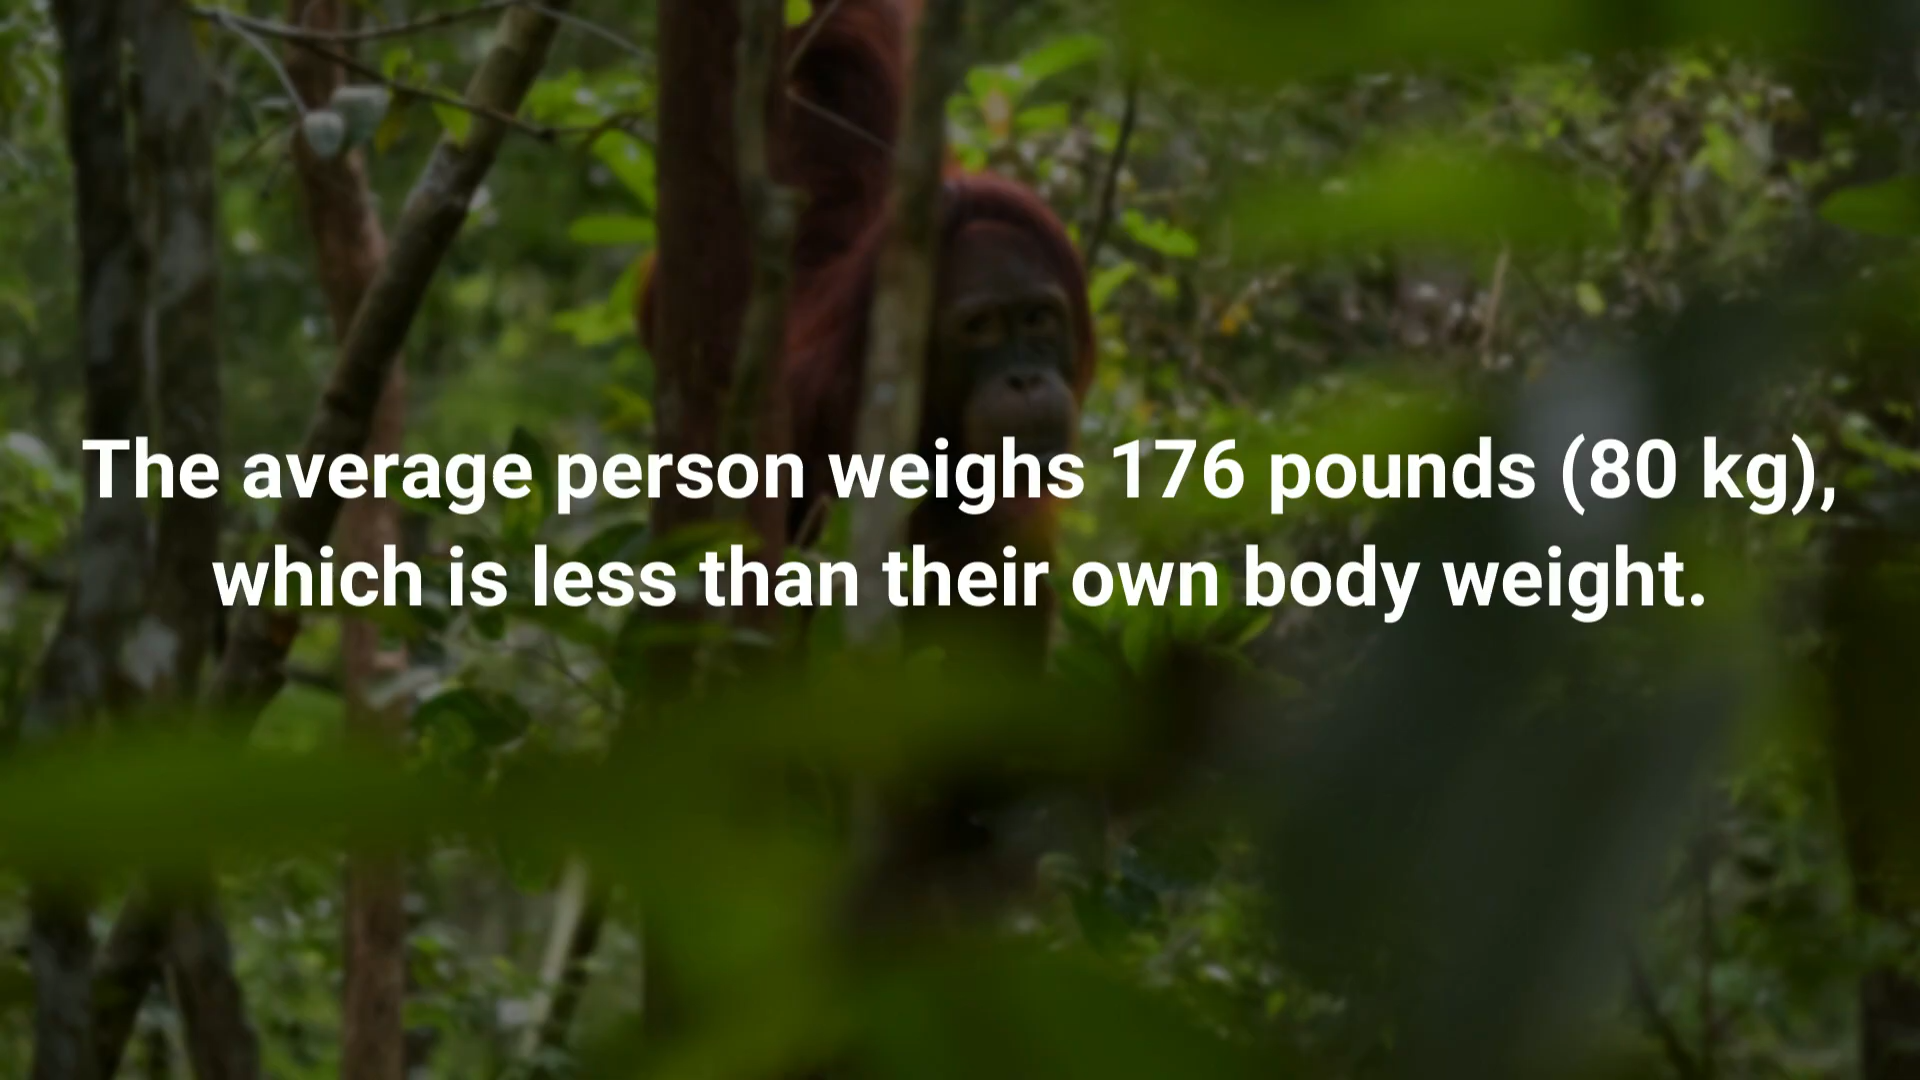 The average person weighs 176 pounds (80 kg),
which is less than their own body weight.